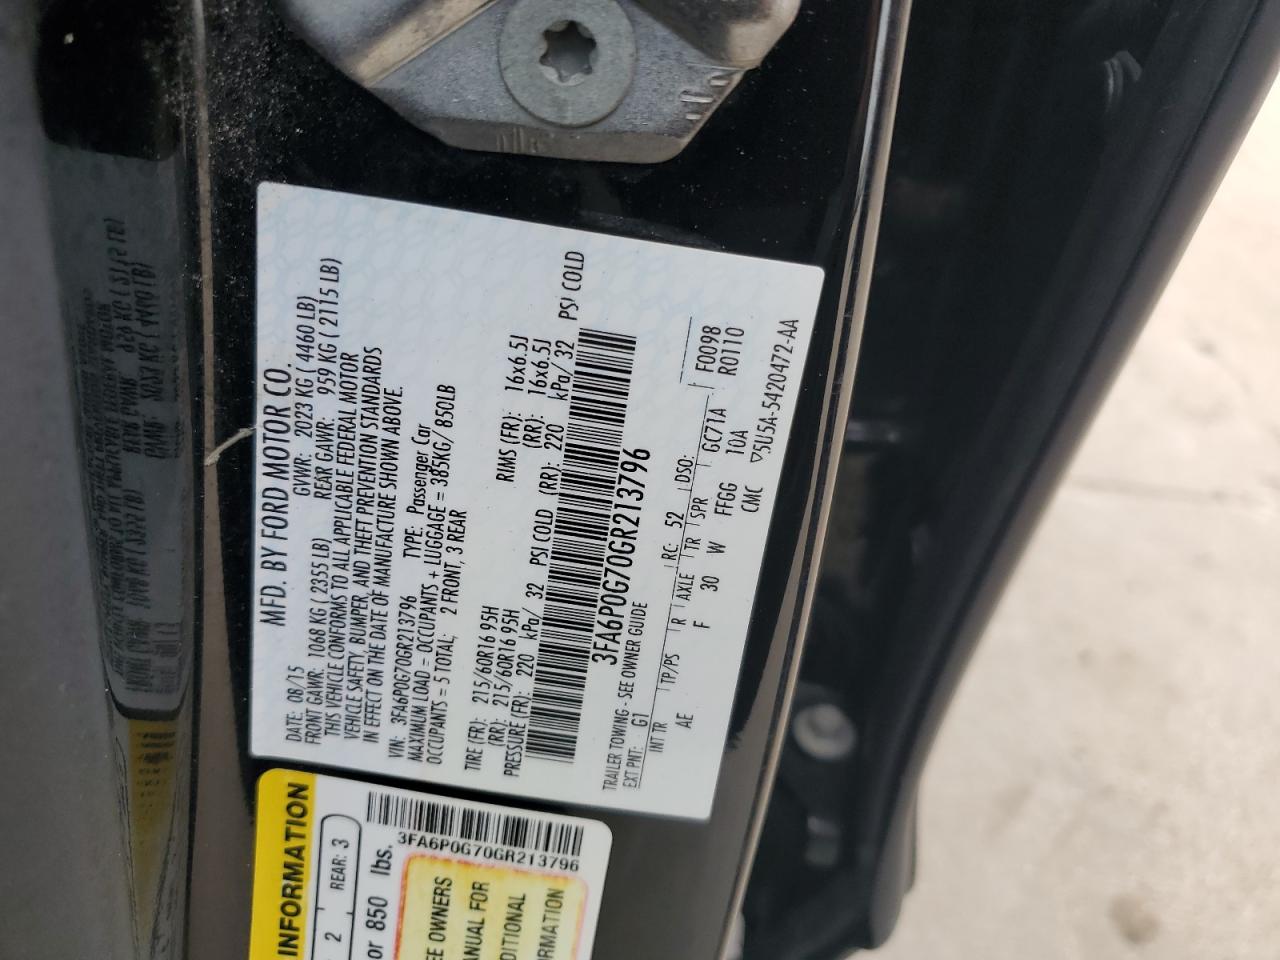 MFD. BY FORD MOTOR CO.
DATE: 08/15 GVWR: 2023 KG ( 4460 LB)
FRONT GAWR: 1068 KG ( 2355 LB) REAR GAWR: 959 KG ( 2115 LB)
THIS VEHICLE CONFORMS TO ALL APPLICABLE FEDERAL MOTOR
VEHICLE SAFETY, BUMPER, AND THEFT PREVENTION STANDARDS
IN EFFECT ON THE DATE OF MANUFACTURE SHOWN ABOVE.
VIN: 3FA6P0G70GR213796 TYPE: Passenger Car
MAXIMUM LOAD = OCCUPANTS + LUGGAGE = 385KG/ 850LB
OCCUPANTS = 5 TOTAL; 2 FRONT, 3 REAR
TIRE (FR): 215/60R16 95H RIMS (FR): 16x6.5J
(RR): 215/60R16 95H (RR): 16x6.5J
PRESSURE (FR): 220 kPa/ 32 PSI COLD (RR): 220 kPa/ 32 PSI COLD
3FA6P0G70GR213796
TRAILER TOWING - SEE OWNER GUIDE
EXT PNT: G1 RC: 52 DSO: F0098
R0110
INT TR TP/PS R AXLE TR SPR GC71A
AE F 30 W FFGG 10A
CMC ▽5U5A-5420472-AA
INFORMATION
2 REAR: 3
or 850 lbs.
3FA6P0G70GR213796
OWNERS
FOR